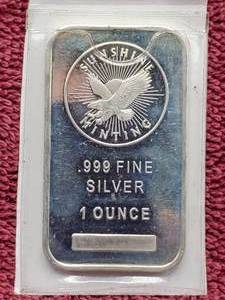 SUNSHINE
MINTING
.999 FINE
SILVER
1 OUNCE